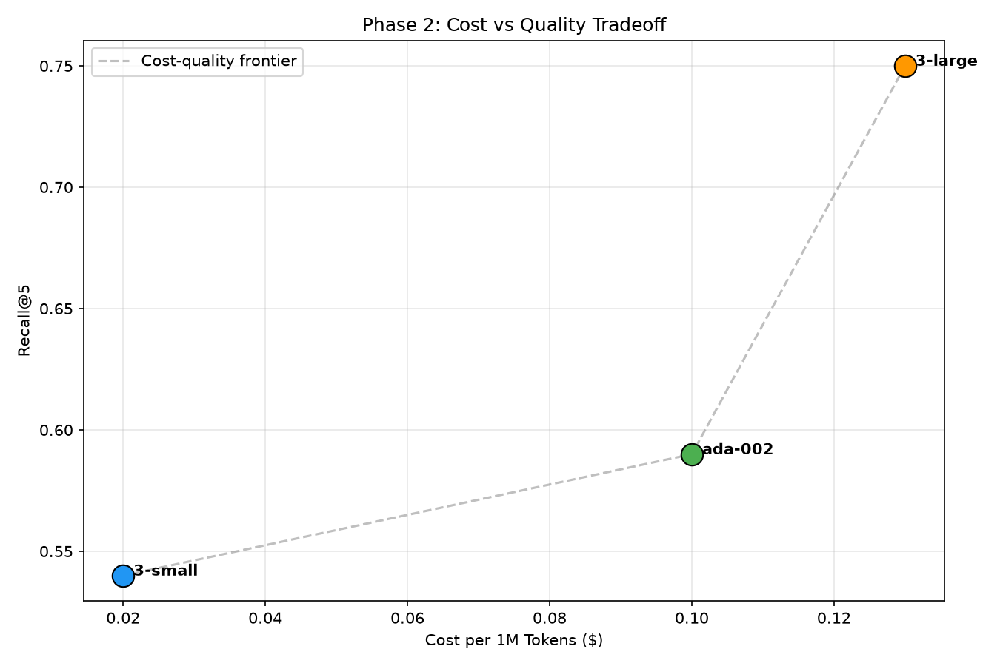 Phase 2: Cost vs Quality Tradeoff
Cost-quality frontier
3-large
ada-002
3-small
Recall@5
0.75
0.70
0.65
0.60
0.55
0.02 0.04 0.06 0.08 0.10 0.12
Cost per 1M Tokens ($)